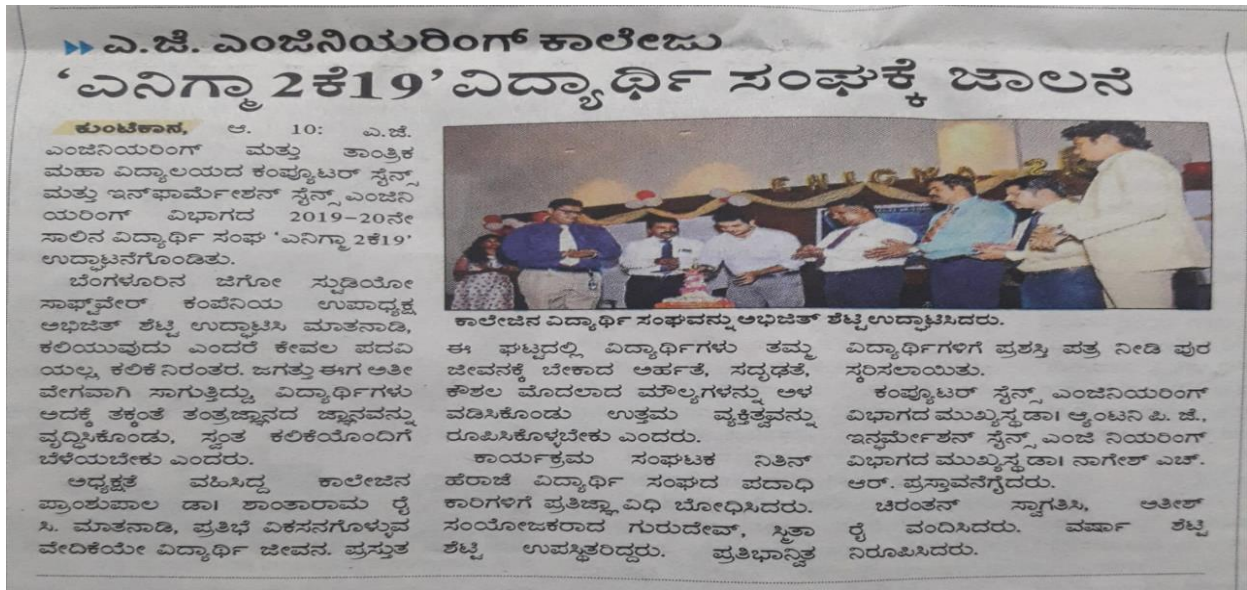 ಎ.ಜೆ. ಎಂಜಿನಿಯರಿಂಗ್ ಕಾಲೇಜು
‘ಎನಿಗ್ಮಾ 2ಕೆ19’ ವಿದ್ಯಾರ್ಥಿ ಸಂಘಕ್ಕೆ ಚಾಲನೆ
ಕುಂಟಿಕಾನ, ಆ. 10: ಎ.ಜೆ.
ಎಂಜಿನಿಯರಿಂಗ್ ಮತ್ತು ತಾಂತ್ರಿಕ
ಮಹಾ ವಿದ್ಯಾಲಯದ ಕಂಪ್ಯೂಟರ್ ಸೈನ್ಸ್
ಮತ್ತು ಇನ್‌ಫಾರ್ಮೇಶನ್ ಸೈನ್ಸ್ ಎಂಜಿನಿ
ಯರಿಂಗ್ ವಿಭಾಗದ 2019-20ನೇ
ಸಾಲಿನ ವಿದ್ಯಾರ್ಥಿ ಸಂಘ ‘ಎನಿಗ್ಮಾ 2ಕೆ19’
ಉದ್ಘಾಟನೆಗೊಂಡಿತು.
ಬೆಂಗಳೂರಿನ ಜಿಗೋ ಸ್ಟುಡಿಯೋ
ಸಾಫ್ಟ್‌ವೇರ್ ಕಂಪೆನಿಯ ಉಪಾಧ್ಯಕ್ಷ
ಅಭಿಜಿತ್ ಶೆಟ್ಟಿ ಉದ್ಘಾಟಿಸಿ ಮಾತನಾಡಿ,
ಕಲಿಯುವುದು ಎಂದರೆ ಕೇವಲ ಪದವಿ
ಯಲ್ಲ, ಕಲಿಕೆ ನಿರಂತರ. ಜಗತ್ತು ಈಗ ಅತೀ
ವೇಗವಾಗಿ ಸಾಗುತ್ತಿದ್ದು, ವಿದ್ಯಾರ್ಥಿಗಳು
ಅದಕ್ಕೆ ತಕ್ಕಂತೆ ತಂತ್ರಜ್ಞಾನದ ಜ್ಞಾನವನ್ನು
ವೃದ್ಧಿಸಿಕೊಂಡು, ಸ್ವಂತ ಕಲಿಕೆಯೊಂದಿಗೆ
ಬೆಳೆಯಬೇಕು ಎಂದರು.
ಅಧ್ಯಕ್ಷತೆ ವಹಿಸಿದ್ದ ಕಾಲೇಜಿನ
ಪ್ರಾಂಶುಪಾಲ ಡಾ| ಶಾಂತಾರಾಮ ರೈ
ಸಿ. ಮಾತನಾಡಿ, ಪ್ರತಿಭೆ ವಿಕಸನಗೊಳ್ಳುವ
ವೇದಿಕೆಯೇ ವಿದ್ಯಾರ್ಥಿ ಜೀವನ. ಪ್ರಸ್ತುತ
ENIGMA 2K
ಕಾಲೇಜಿನ ವಿದ್ಯಾರ್ಥಿ ಸಂಘವನ್ನು ಅಭಿಜಿತ್ ಶೆಟ್ಟಿ ಉದ್ಘಾಟಿಸಿದರು.
ಈ ಘಟ್ಟದಲ್ಲಿ ವಿದ್ಯಾರ್ಥಿಗಳು ತಮ್ಮ
ಜೀವನಕ್ಕೆ ಬೇಕಾದ ಅರ್ಹತೆ, ಸದೃಢತೆ,
ಕೌಶಲ ಮೊದಲಾದ ಮೌಲ್ಯಗಳನ್ನು ಅಳ
ವಡಿಸಿಕೊಂಡು ಉತ್ತಮ ವ್ಯಕ್ತಿತ್ವವನ್ನು
ರೂಪಿಸಿಕೊಳ್ಳಬೇಕು ಎಂದರು.
ಕಾರ್ಯಕ್ರಮ ಸಂಘಟಕ ನಿತಿನ್
ಹೆರಾಜೆ ವಿದ್ಯಾರ್ಥಿ ಸಂಘದ ಪದಾಧಿ
ಕಾರಿಗಳಿಗೆ ಪ್ರತಿಜ್ಞಾ ವಿಧಿ ಬೋಧಿಸಿದರು.
ಸಂಯೋಜಕರಾದ ಗುರುದೇವ್, ಸ್ಮಿತಾ
ಶೆಟ್ಟಿ ಉಪಸ್ಥಿತರಿದ್ದರು. ಪ್ರತಿಭಾನ್ವಿತ
ವಿದ್ಯಾರ್ಥಿಗಳಿಗೆ ಪ್ರಶಸ್ತಿ ಪತ್ರ ನೀಡಿ ಪುರ
ಸ್ಕರಿಸಲಾಯಿತು.
ಕಂಪ್ಯೂಟರ್ ಸೈನ್ಸ್ ಎಂಜಿನಿಯರಿಂಗ್
ವಿಭಾಗದ ಮುಖ್ಯಸ್ಥ ಡಾ| ಆ್ಯಂಟನಿ ಪಿ. ಜೆ.,
ಇನ್ಫರ್ಮೇಶನ್ ಸೈನ್ಸ್ ಎಂಜಿ ನಿಯರಿಂಗ್
ವಿಭಾಗದ ಮುಖ್ಯಸ್ಥ ಡಾ| ನಾಗೇಶ್ ಎಚ್.
ಆರ್. ಪ್ರಸ್ತಾವನೆಗೈದರು.
ಚಿರಂತನ್ ಸ್ವಾಗತಿಸಿ, ಅತೀಶ್
ರೈ ವಂದಿಸಿದರು. ವರ್ಷಾ ಶೆಟ್ಟಿ
ನಿರೂಪಿಸಿದರು.